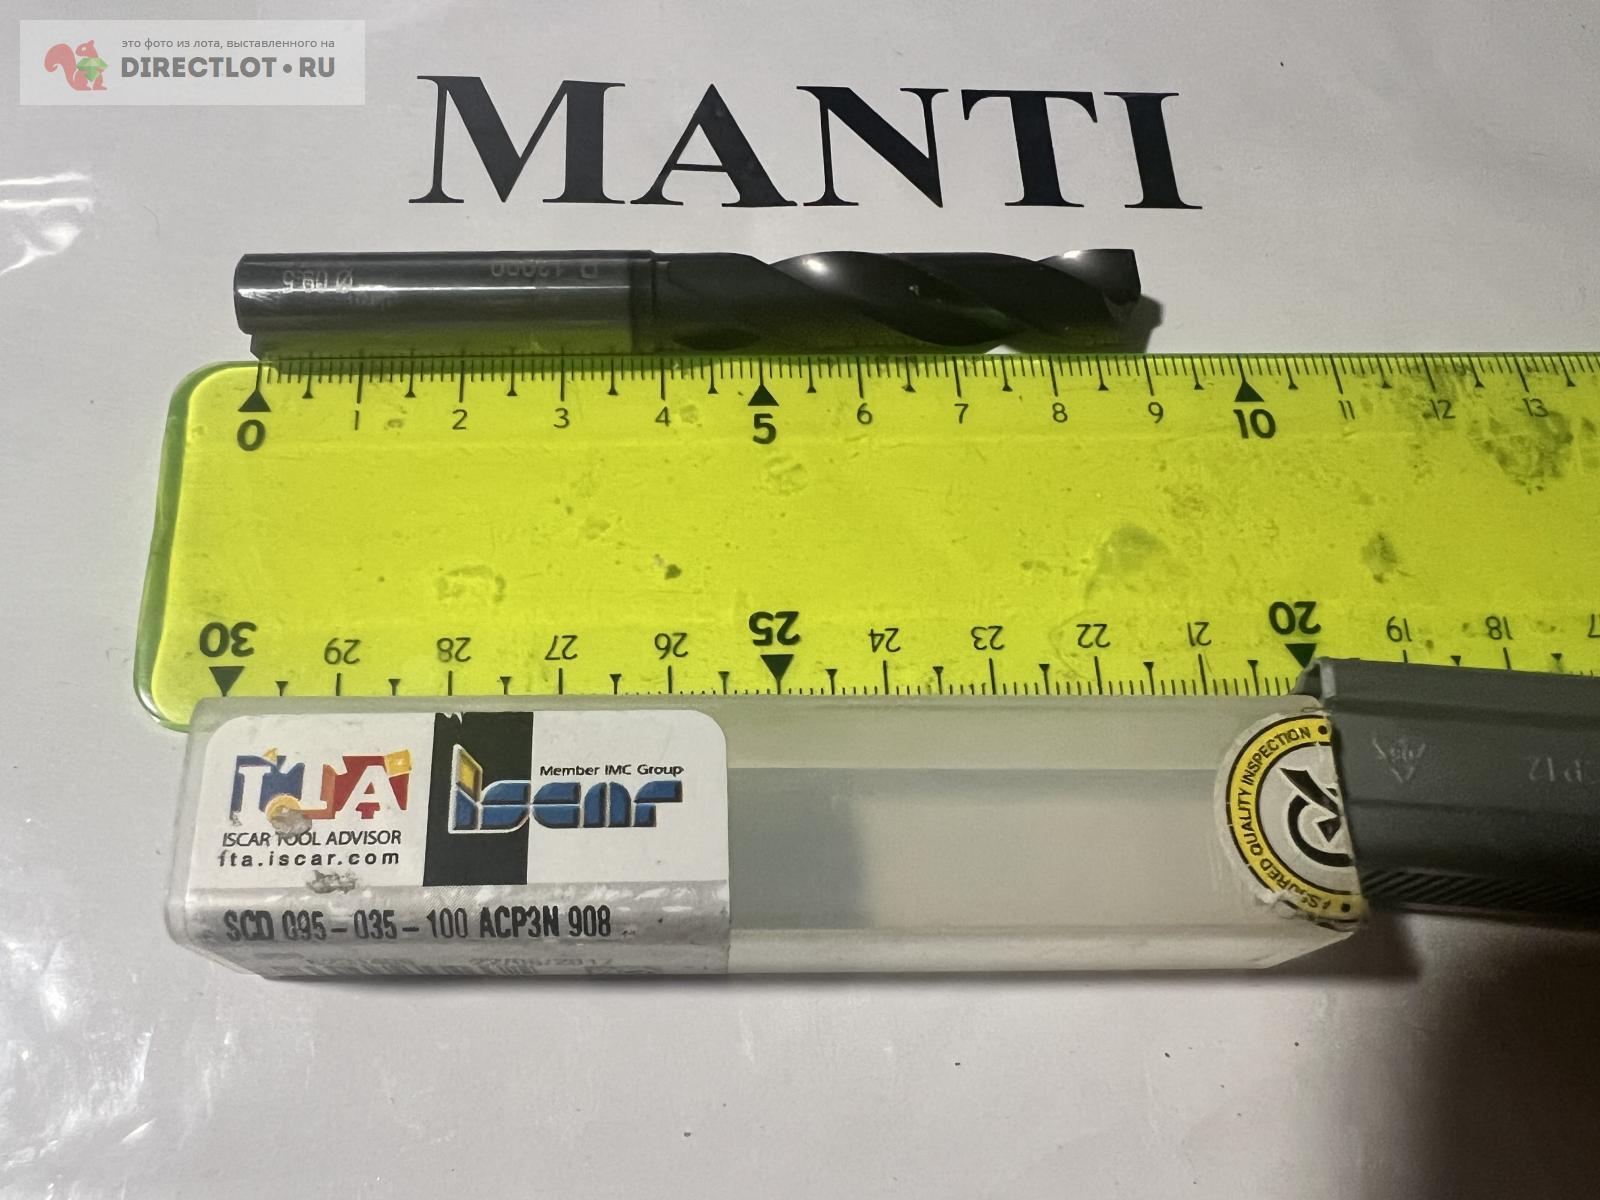 это фото из лота, выставленного на
DIRECTLOT•RU
MANTI
Ø 09.5
0 1 2 3 4 5 6 7 8 9 10 11 12 13
30 29 28 27 26 25 24 23 22 21 20 19 18
ITA
ISCAR TOOL ADVISOR
ita.iscar.com
Member IMC Group
iscar
ASSURED QUALITY INSPECTION
SCD 095-035-100 ACP3N 908